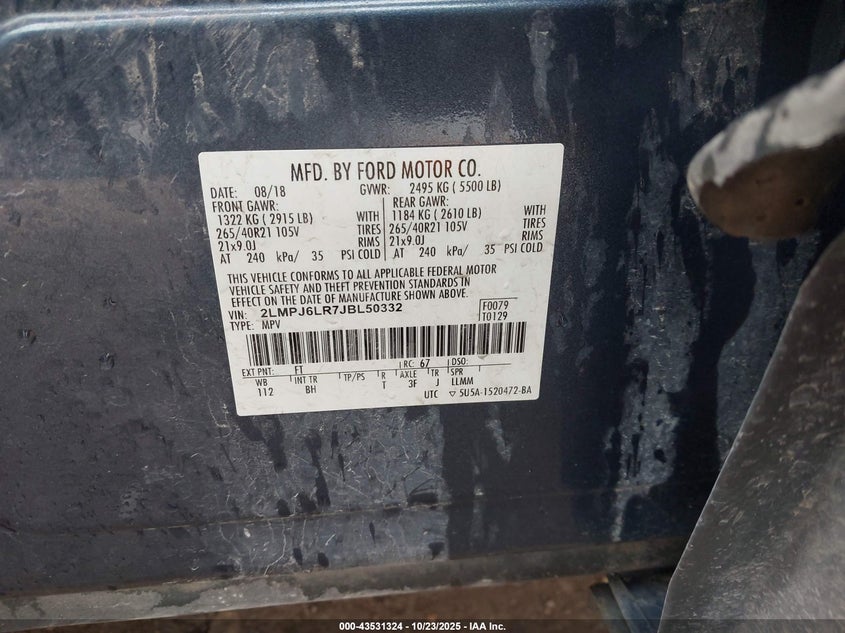 MFD. BY FORD MOTOR CO.
DATE: 08/18 GVWR: 2495 KG ( 5500 LB)
FRONT GAWR: REAR GAWR:
1322 KG ( 2915 LB) WITH 1184 KG ( 2610 LB) WITH
265/40R21 105V TIRES 265/40R21 105V TIRES
21x9.0J RIMS 21x9.0J RIMS
AT 240 kPa/ 35 PSI COLD AT 240 kPa/ 35 PSI COLD
THIS VEHICLE CONFORMS TO ALL APPLICABLE FEDERAL MOTOR
VEHICLE SAFETY AND THEFT PREVENTION STANDARDS IN
EFFECT ON THE DATE OF MANUFACTURE SHOWN ABOVE.
VIN: 2LMPJ6LR7JBL50332 F0079
TYPE: MPV T0129
EXT PNT: FT RC: 67 DSO:
WB INT TR TP/PS R AXLE TR SPR
112 BH T 3F J LLMM
UTC ▽ 5U5A-1520472-BA
000-43531324 | 10/23/2025 - IAA Inc.